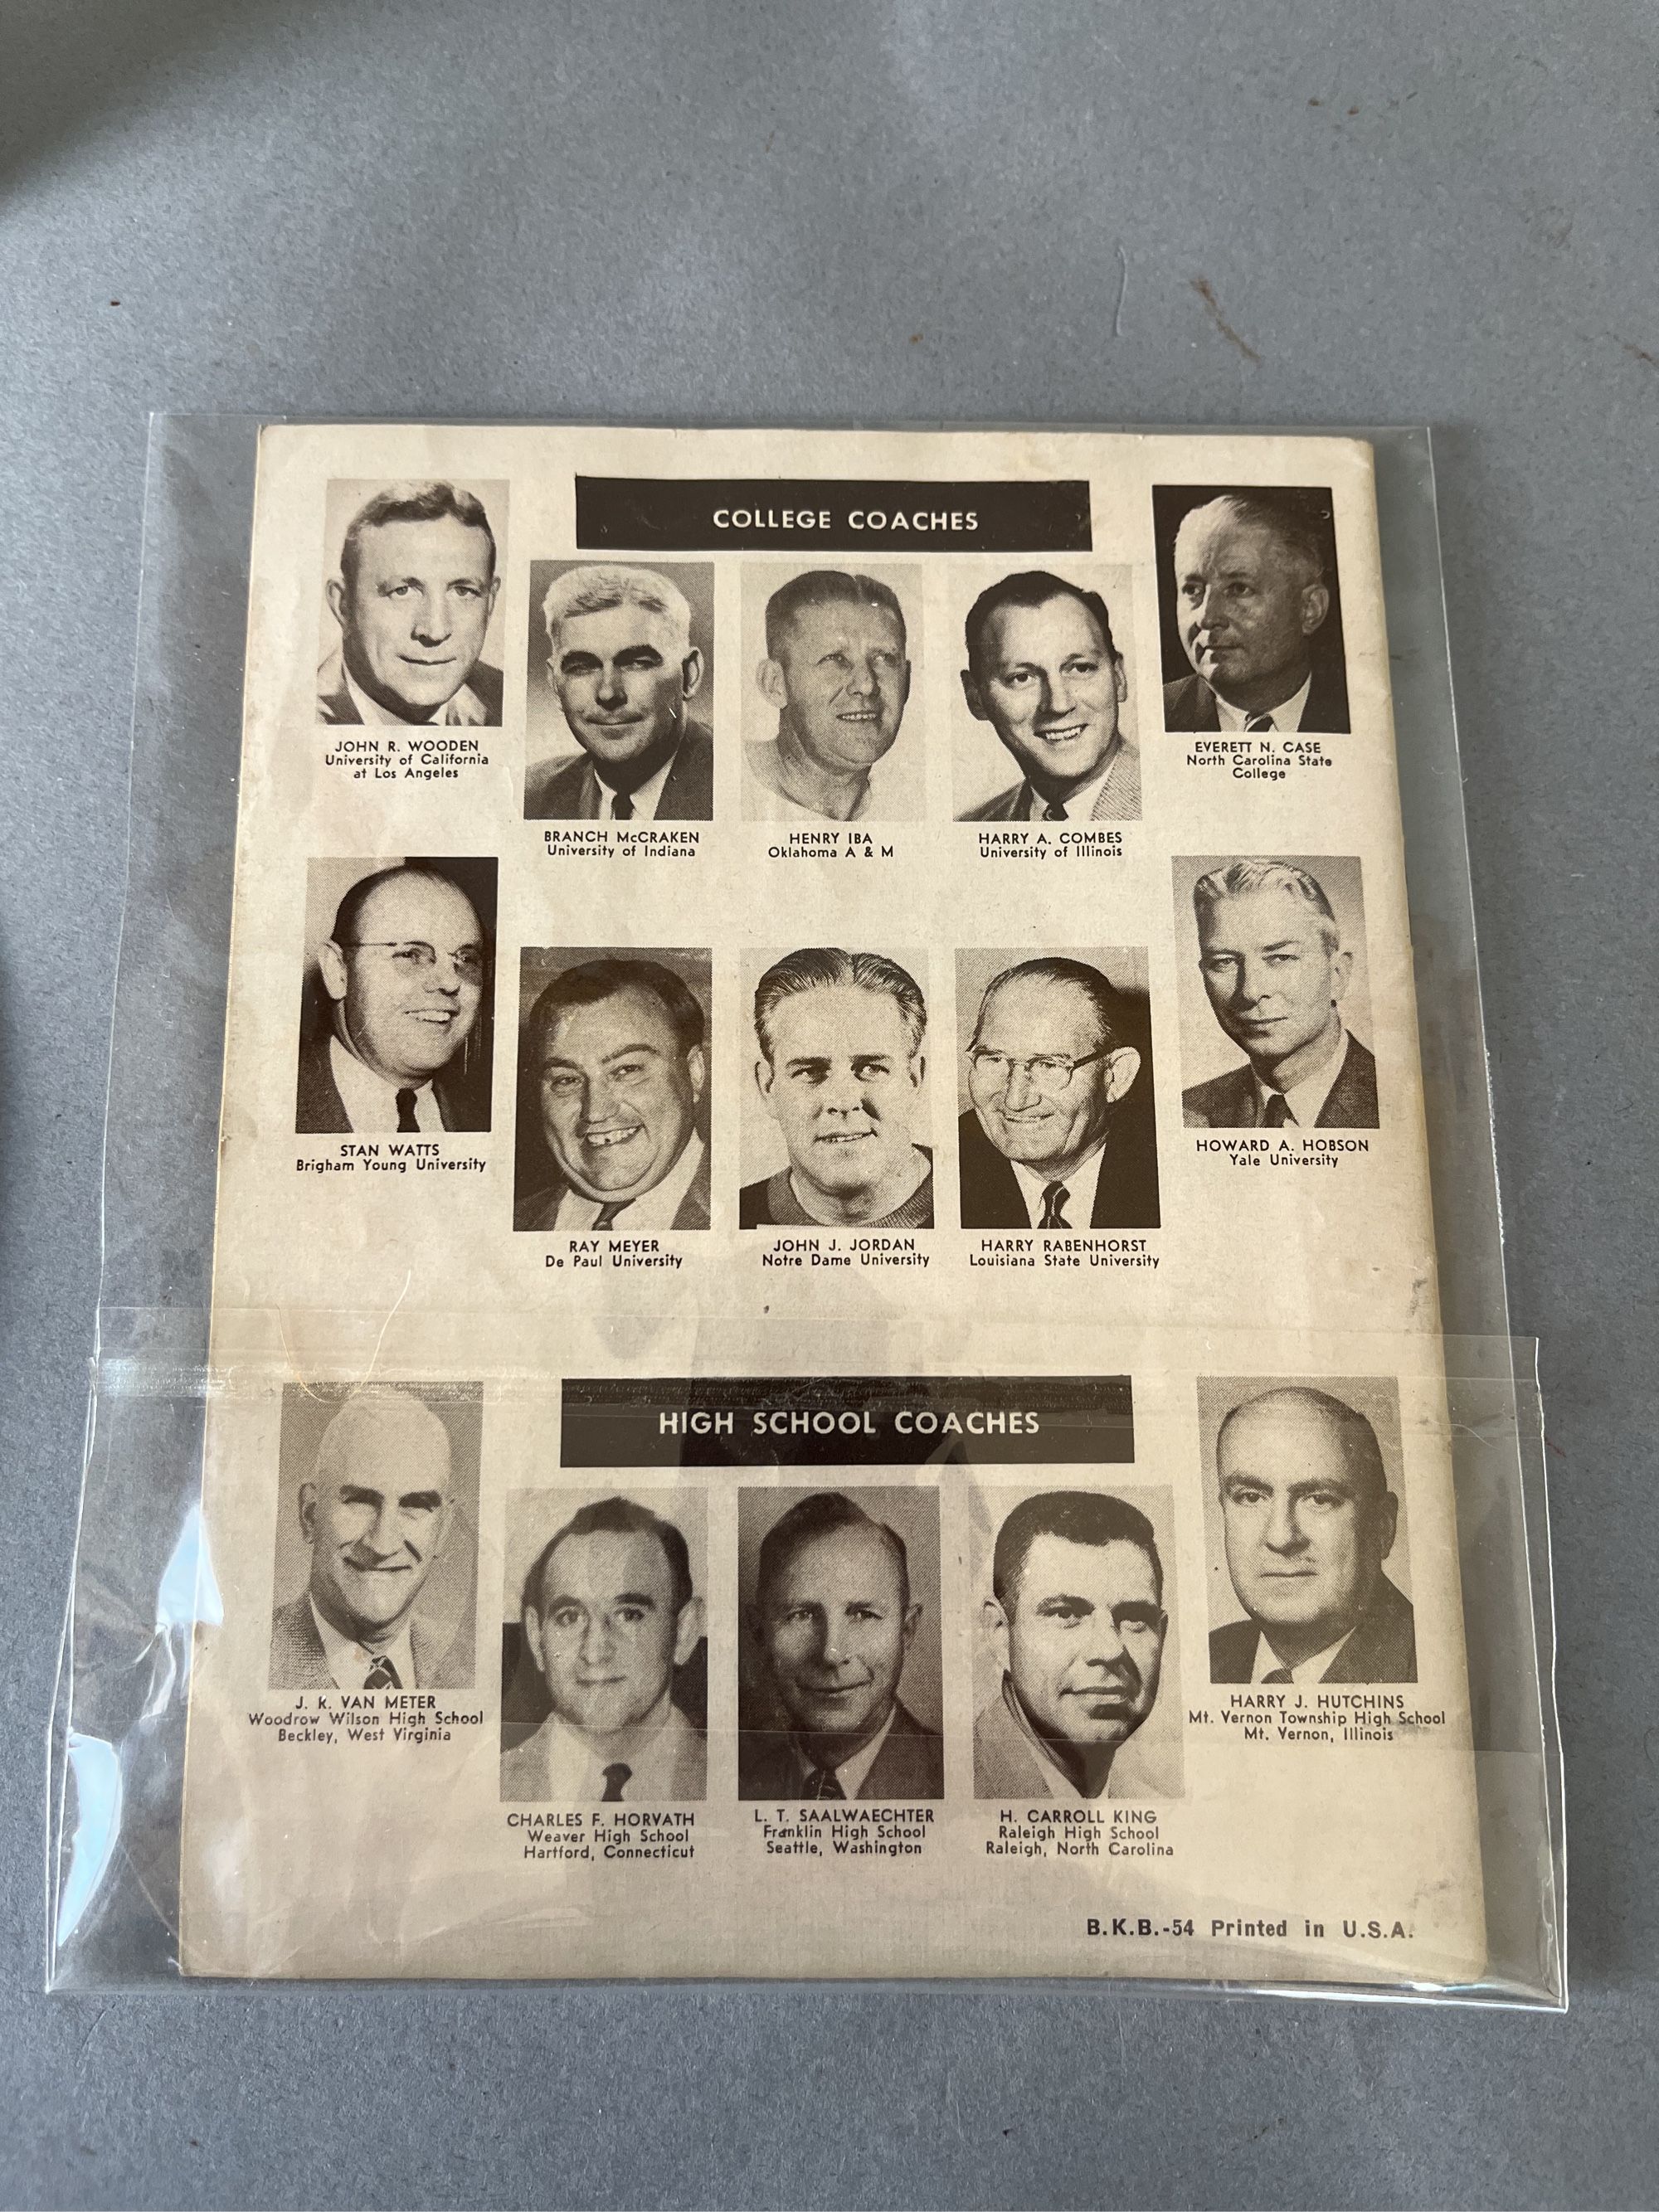 COLLEGE COACHES
JOHN R. WOODEN
University of California
at Los Angeles
BRANCH McCRAKEN
University of Indiana
HENRY IBA
Oklahoma A & M
HARRY A. COMBES
University of Illinois
EVERETT N. CASE
North Carolina State
College
STAN WATTS
Brigham Young University
RAY MEYER
De Paul University
JOHN J. JORDAN
Notre Dame University
HARRY RABENHORST
Louisiana State University
HOWARD A. HOBSON
Yale University
HIGH SCHOOL COACHES
J. K. VAN METER
Woodrow Wilson High School
Beckley, West Virginia
CHARLES F. HORVATH
Weaver High School
Hartford, Connecticut
L. T. SAALWAECHTER
Franklin High School
Seattle, Washington
H. CARROLL KING
Raleigh High School
Raleigh, North Carolina
HARRY J. HUTCHINS
Mt. Vernon Township High School
Mt. Vernon, Illinois
B.K.B.-54 Printed in U.S.A.